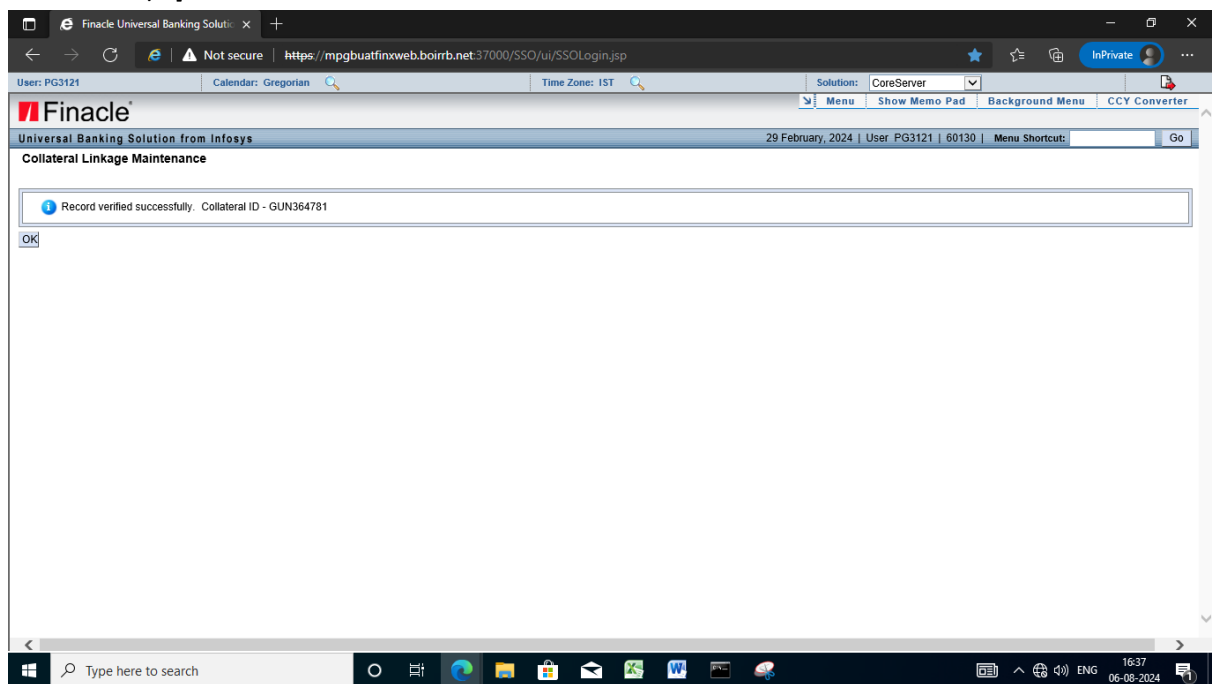 Finacle Universal Banking Solutic
Not secure https://mpgbuatfinxweb.boirrb.net:37000/SSO/ui/SSOLogin.jsp
InPrivate
User: PG3121 Calendar: Gregorian Time Zone: IST Solution: CoreServer
Finacle
Menu Show Memo Pad Background Menu CCY Converter
Universal Banking Solution from Infosys 29 February, 2024 | User PG3121 | 60130 | Menu Shortcut: Go
Collateral Linkage Maintenance
Record verified successfully. Collateral ID - GUN364781
OK
Type here to search
ENG 16:37
06-08-2024
1